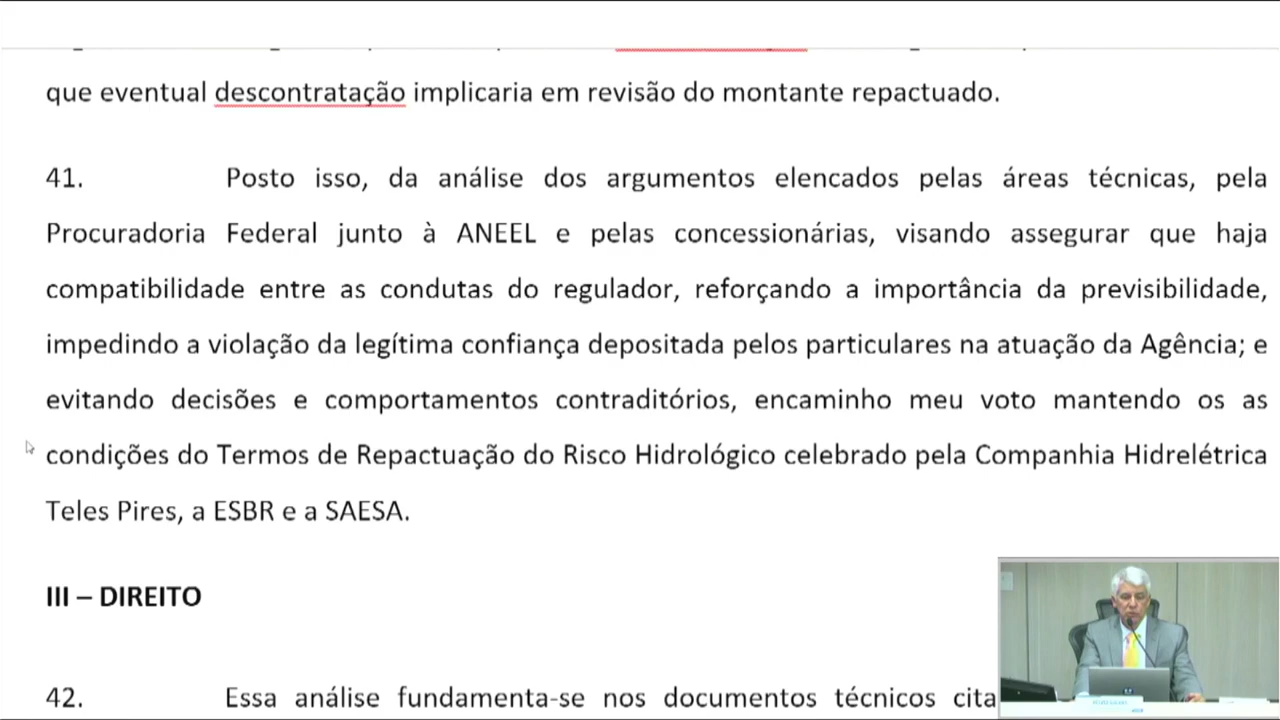 que eventual descontratação implicaria em revisão do montante repactuado.
41. Posto isso, da análise dos argumentos elencados pelas áreas técnicas, pela
Procuradoria Federal junto à ANEEL e pelas concessionárias, visando assegurar que haja
compatibilidade entre as condutas do regulador, reforçando a importância da previsibilidade,
impedindo a violação da legítima confiança depositada pelos particulares na atuação da Agência; e
evitando decisões e comportamentos contraditórios, encaminho meu voto mantendo os as
condições do Termos de Repactuação do Risco Hidrológico celebrado pela Companhia Hidrelétrica
Teles Pires, a ESBR e a SAESA.
III – DIREITO
42. Essa análise fundamenta-se nos documentos técnicos